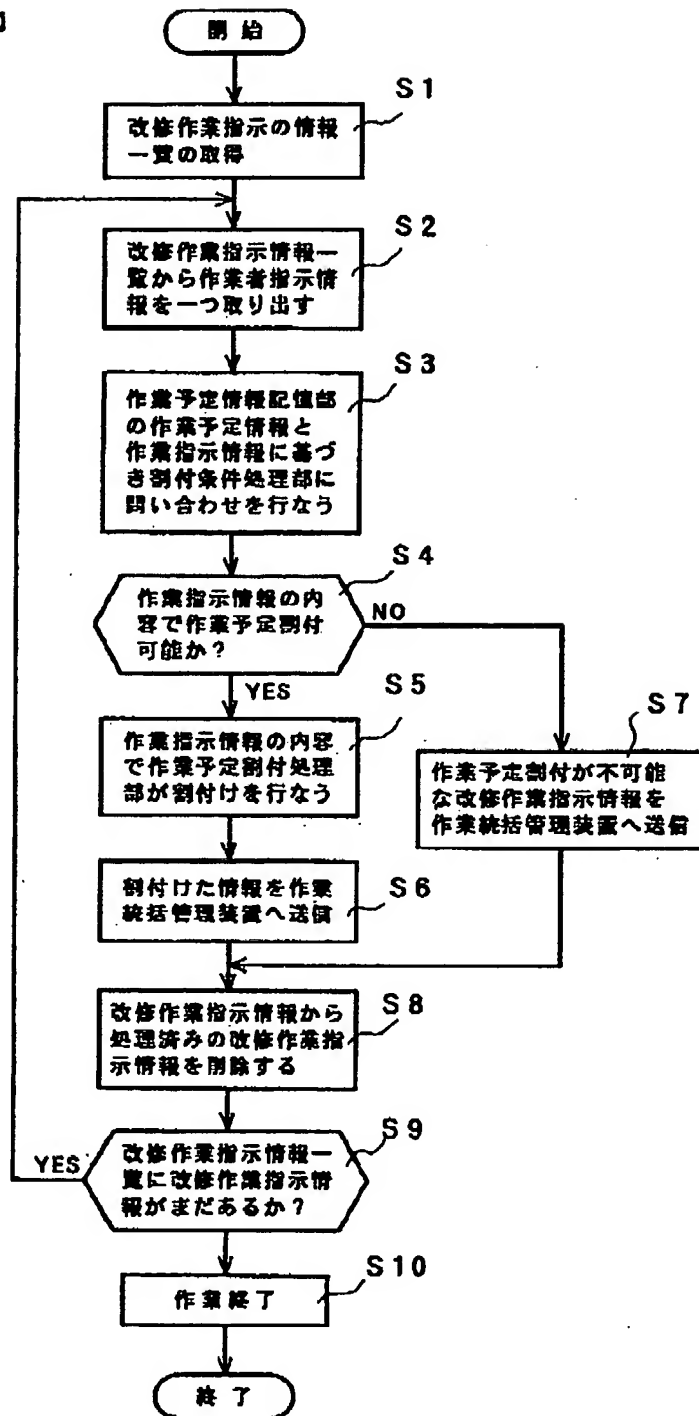 開始
S1
改修作業指示の情報
一覧の取得
S2
改修作業指示情報一
覧から作業者指示情
報を一つ取り出す
S3
作業予定情報記憶部
の作業予定情報と
作業指示情報に基づ
き割付条件処理部に
問い合わせを行なう
S4
作業指示情報の内
容で作業予定割付
可能か?
NO
YES
S5
作業指示情報の内容
で作業予定割付処理
部が割付けを行なう
S7
作業予定割付が不可能
な改修作業指示情報を
作業統括管理装置へ送信
S6
割付けた情報を作業
統括管理装置へ送信
S8
改修作業指示情報から
処理済みの改修作業指
示情報を削除する
S9
改修作業指示情報一
覧に改修作業指示情
報がまだあるか?
YES
S10
作業終了
終了